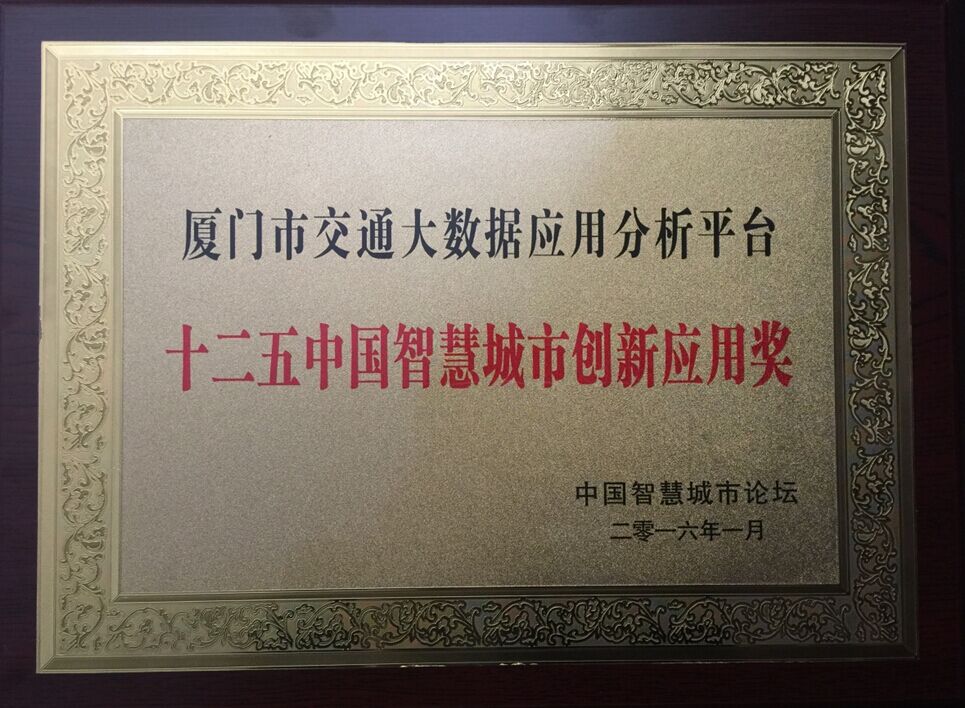 厦门市交通大数据应用分析平台
十二五中国智慧城市创新应用奖
中国智慧城市论坛
二零一六年一月